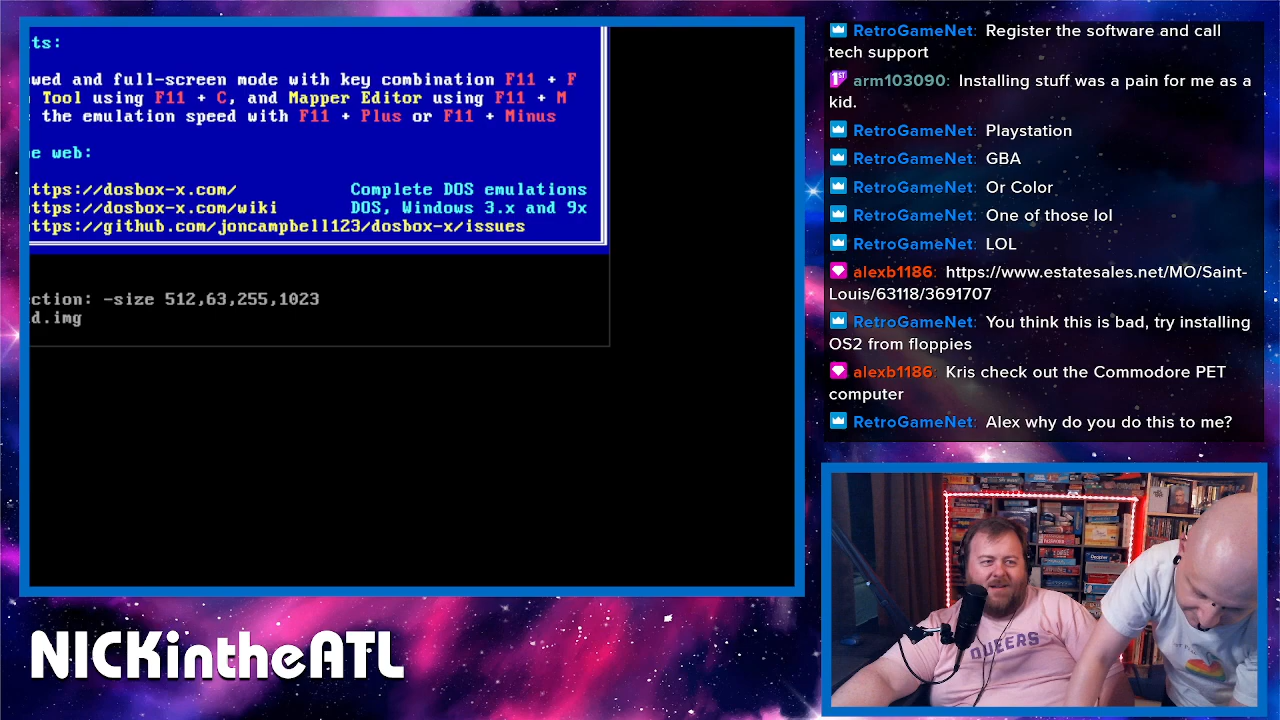 ts:
wed and full-screen mode with key combination F11 + F
Tool using F11 + C, and Mapper Editor using F11 + M
the emulation speed with F11 + Plus or F11 + Minus
e web:
ttps://dosbox-x.com/ Complete DOS emulations
ttps://dosbox-x.com/wiki DOS, Windows 3.x and 9x
ttps://github.com/joncampbell123/dosbox-x/issues
ction: -size 512,63,255,1023
d.img
RetroGameNet: Register the software and call
tech support
1ST arm103090: Installing stuff was a pain for me as a
kid.
RetroGameNet: Playstation
RetroGameNet: GBA
RetroGameNet: Or Color
RetroGameNet: One of those lol
RetroGameNet: LOL
alexb1186: https://www.estatesales.net/MO/Saint-
Louis/63118/3691707
RetroGameNet: You think this is bad, try installing
OS2 from floppies
alexb1186: Kris check out the Commodore PET
computer
RetroGameNet: Alex why do you do this to me?
QUEERS
NICKintheATL